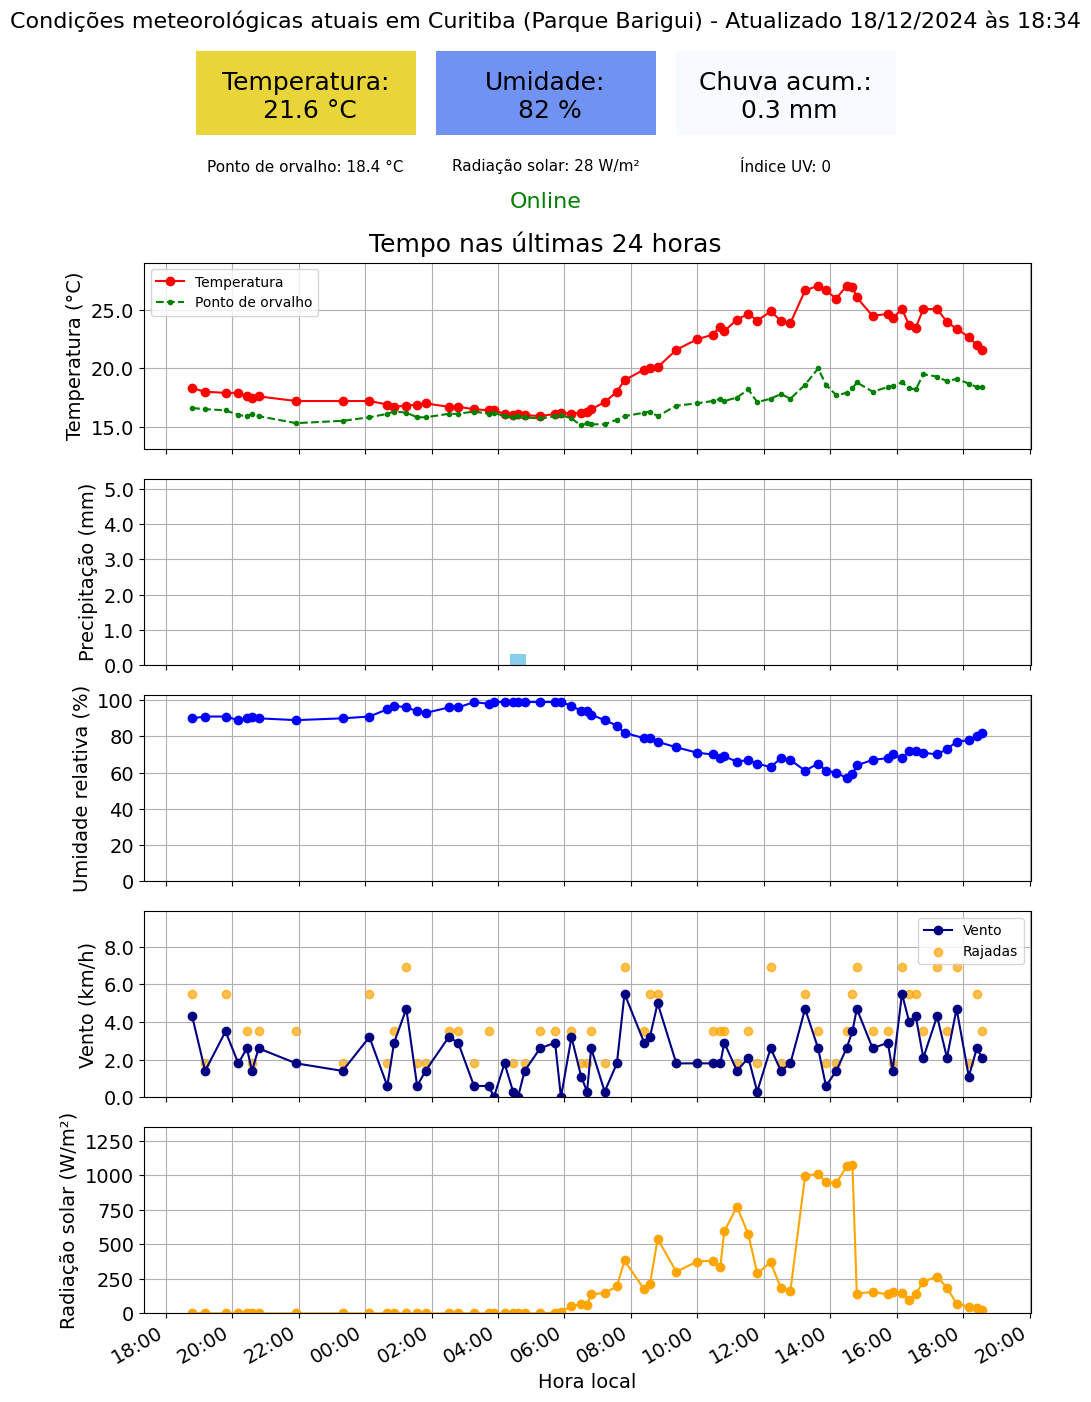 Condições meteorológicas atuais em Curitiba (Parque Barigui) - Atualizado 18/12/2024 às 18:34
Temperatura:
21.6 °C
Umidade:
82 %
Chuva acum.:
0.3 mm
Ponto de orvalho: 18.4 °C
Radiação solar: 28 W/m²
Índice UV: 0
Online
Tempo nas últimas 24 horas
Temperatura (°C)
25.0
20.0
15.0
Temperatura
Ponto de orvalho
Precipitação (mm)
5.0
4.0
3.0
2.0
1.0
0.0
Umidade relativa (%)
100
80
60
40
20
0
Vento (km/h)
8.0
6.0
4.0
2.0
0.0
Vento
Rajadas
Radiação solar (W/m²)
1250
1000
750
500
250
0
18:00
20:00
22:00
00:00
02:00
04:00
06:00
08:00
10:00
12:00
14:00
16:00
18:00
20:00
Hora local